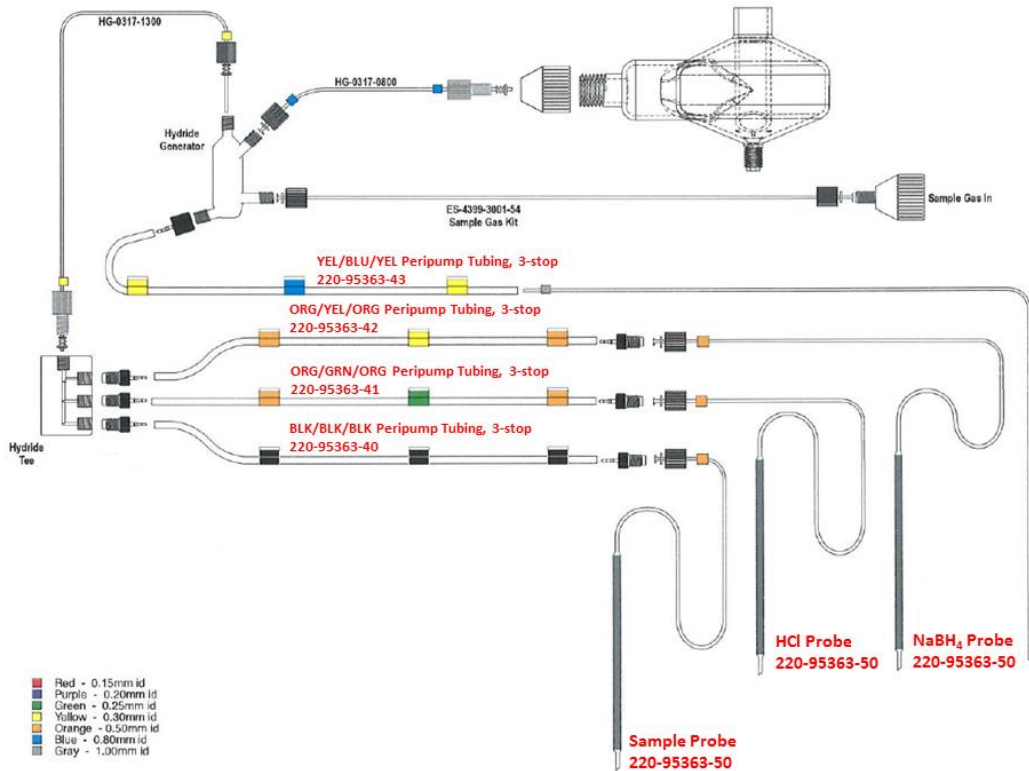 HG-0317-1300
HG-0317-0800
Hydride
Generator
Sample Gas In
ES-4399-3001-54
Sample Gas Kit
YEL/BLU/YEL Peripump Tubing, 3-stop
220-95363-43
ORG/YEL/ORG Peripump Tubing, 3-stop
220-95363-42
ORG/GRN/ORG Peripump Tubing, 3-stop
220-95363-41
BLK/BLK/BLK Peripump Tubing, 3-stop
220-95363-40
Hydride
Tee
HCl Probe
220-95363-50
NaBH₄ Probe
220-95363-50
Sample Probe
220-95363-50
Red - 0.15mm id
Purple - 0.20mm id
Green - 0.25mm id
Yellow - 0.30mm id
Orange - 0.50mm id
Blue - 0.80mm id
Gray - 1.00mm id